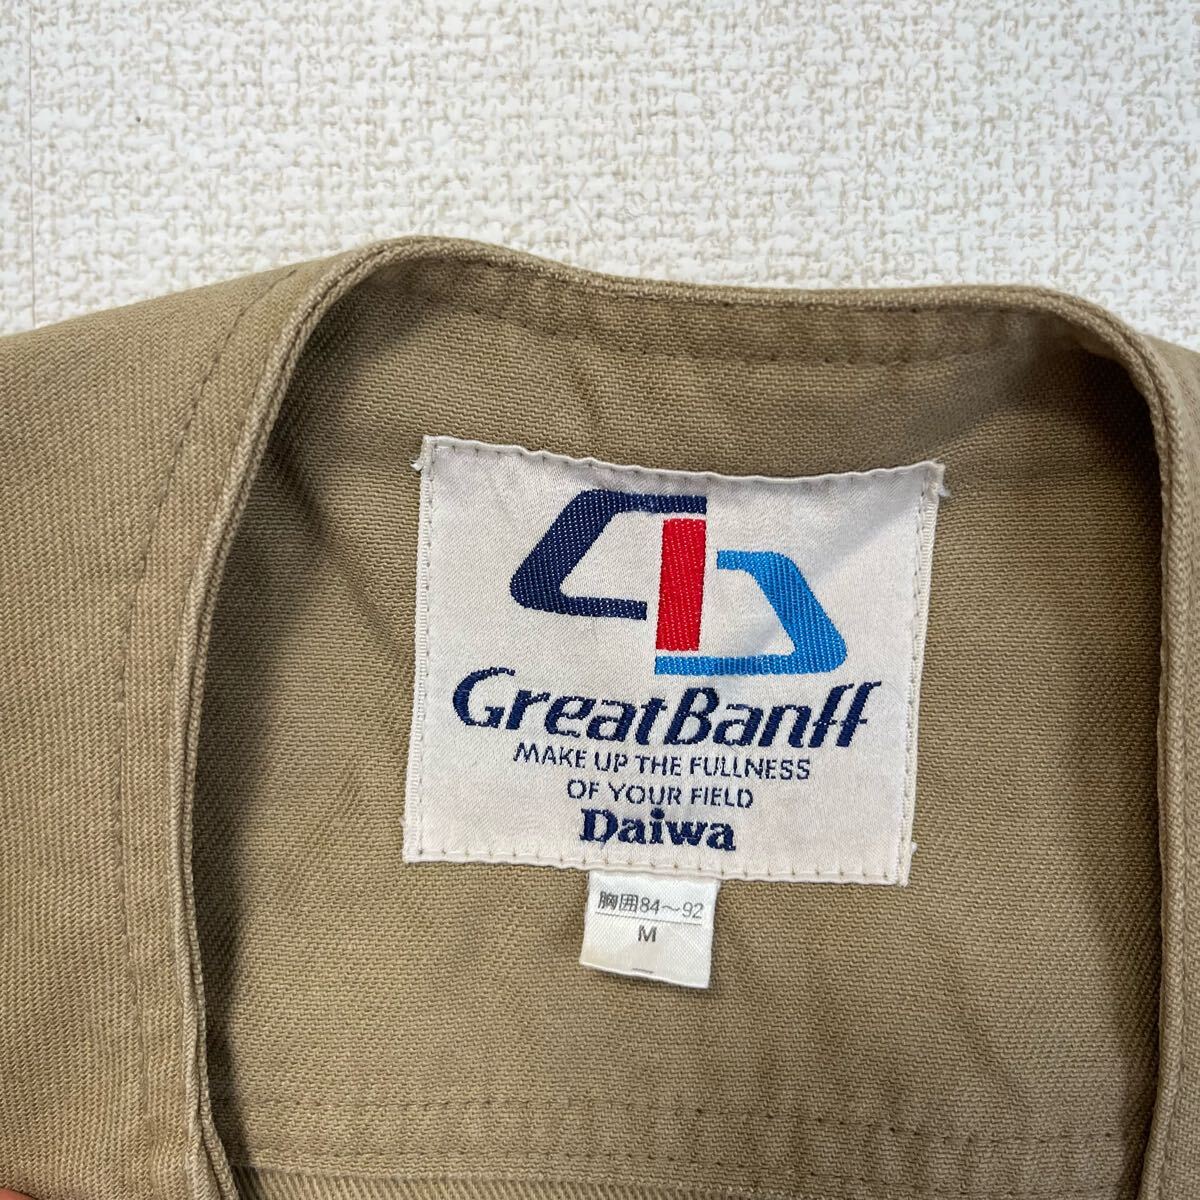 GreatBanff
MAKE UP THE FULLNESS
OF YOUR FIELD
Daiwa
胸囲84〜92
M